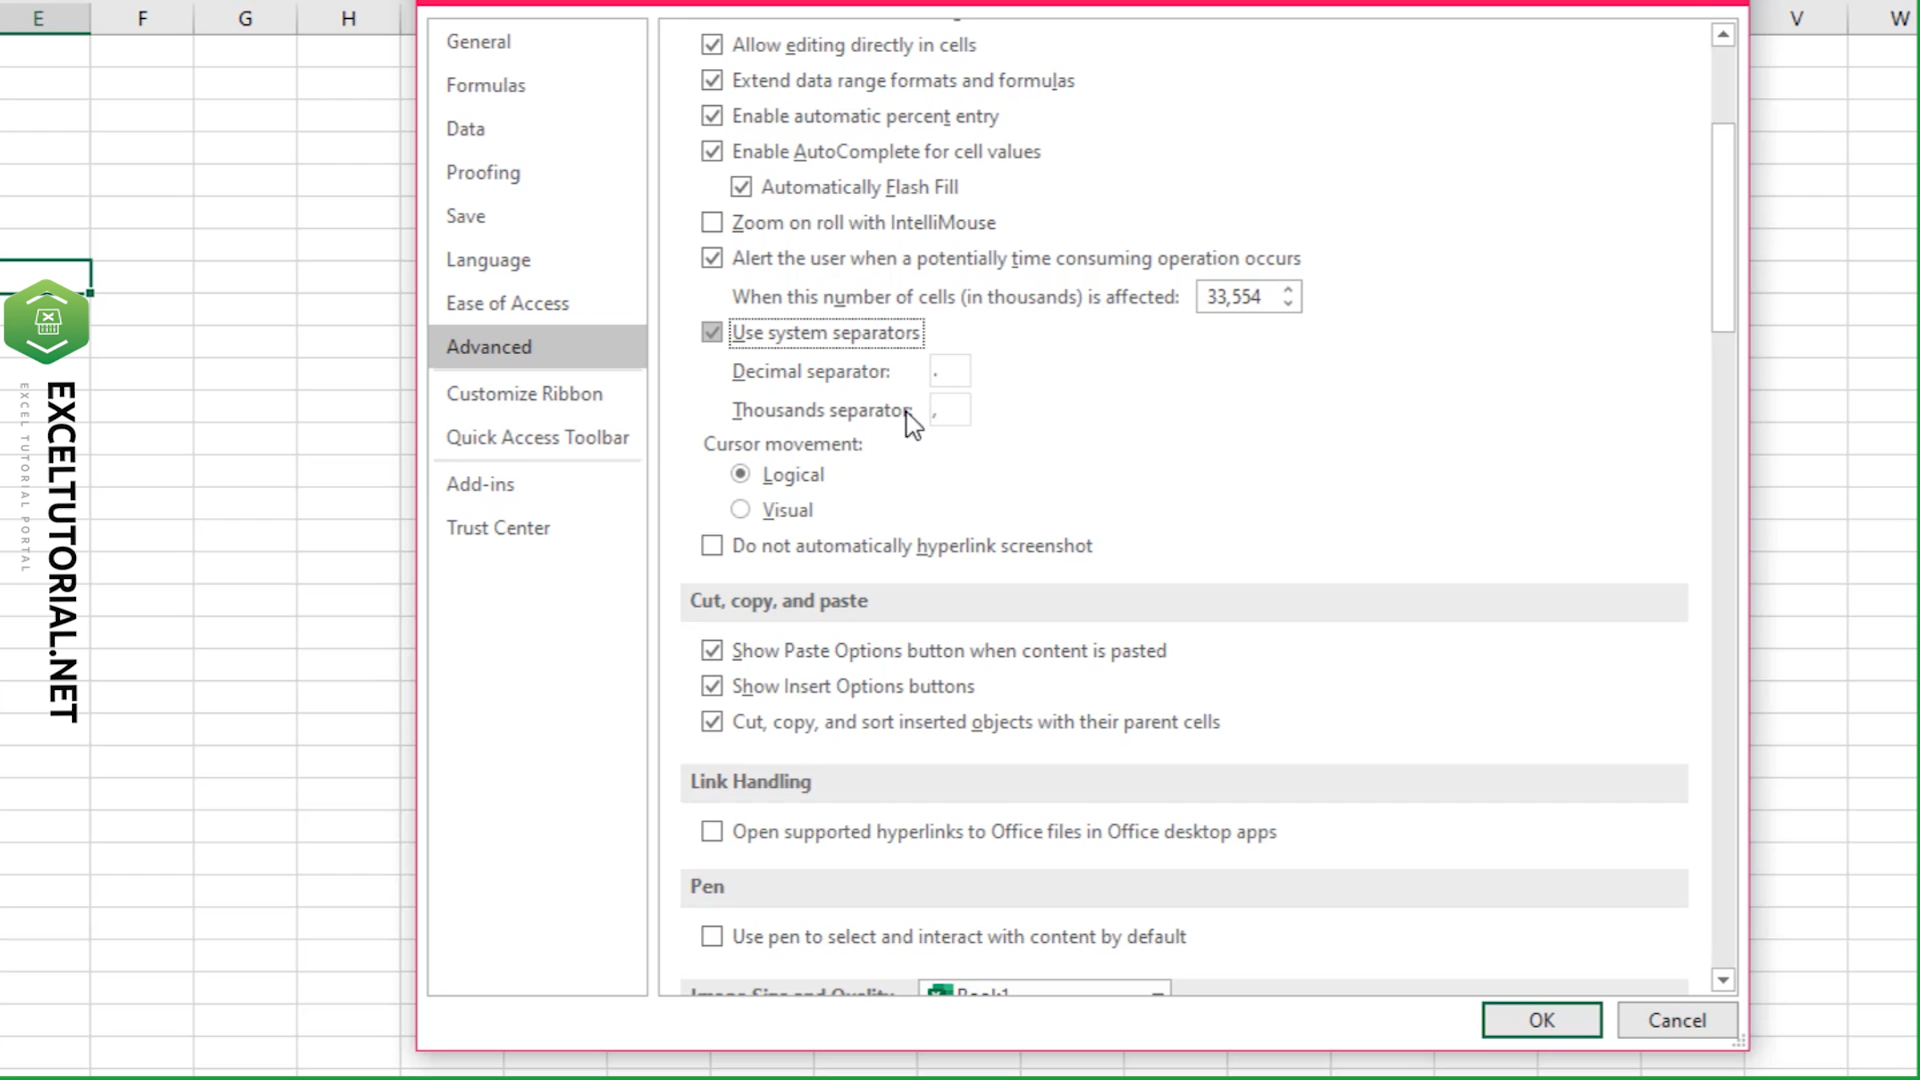 E F G H V W
General
Formulas
Data
Proofing
Save
Language
Ease of Access
Advanced
Customize Ribbon
Quick Access Toolbar
Add-ins
Trust Center
Allow editing directly in cells
Extend data range formats and formulas
Enable automatic percent entry
Enable AutoComplete for cell values
Automatically Flash Fill
Zoom on roll with IntelliMouse
Alert the user when a potentially time consuming operation occurs
When this number of cells (in thousands) is affected: 33,554
Use system separators
Decimal separator: .
Thousands separator: ,
Cursor movement:
Logical
Visual
Do not automatically hyperlink screenshot
Cut, copy, and paste
Show Paste Options button when content is pasted
Show Insert Options buttons
Cut, copy, and sort inserted objects with their parent cells
Link Handling
Open supported hyperlinks to Office files in Office desktop apps
Pen
Use pen to select and interact with content by default
Image Size and Quality Book1
OK Cancel
EXCELTUTORIAL.NET
EXCEL TUTORIAL PORTAL